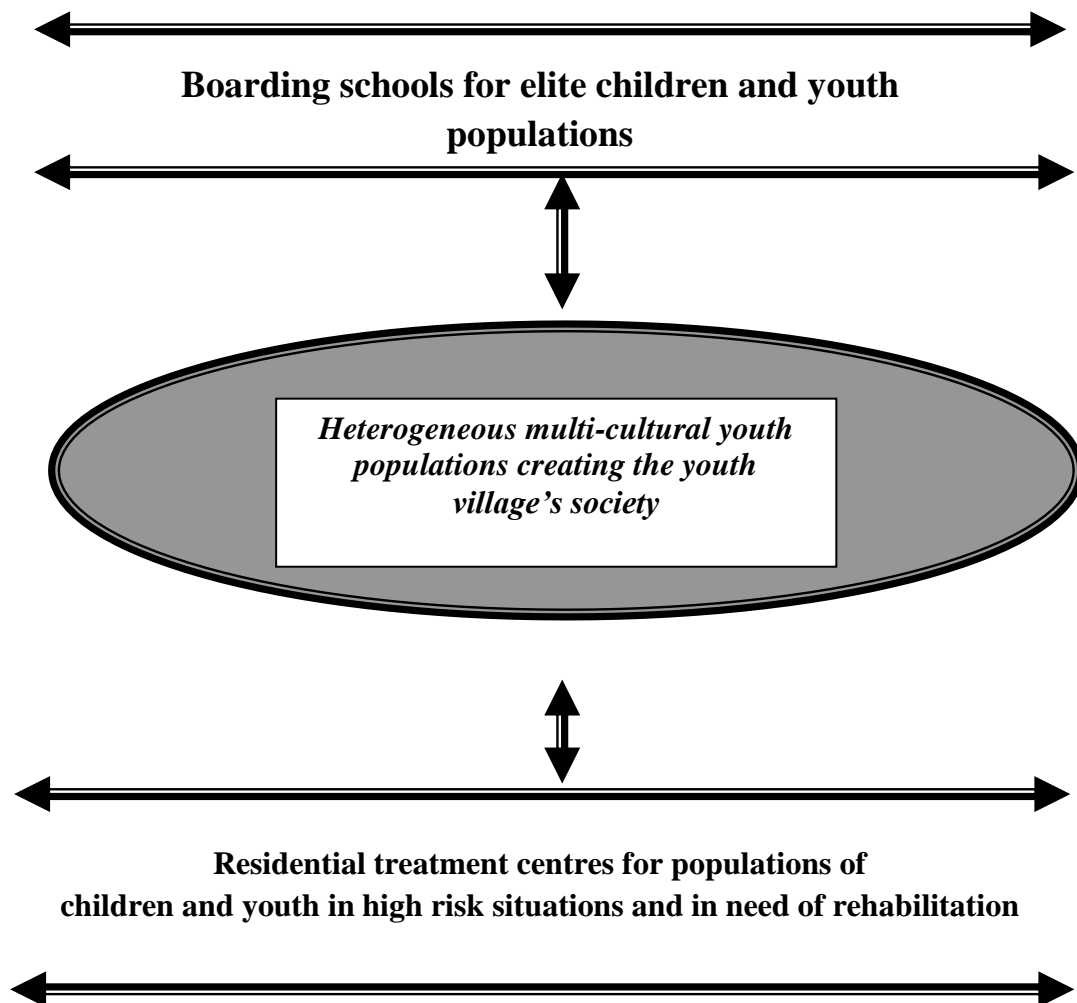 Boarding schools for elite children and youth
populations
Heterogeneous multi-cultural youth
populations creating the youth
village’s society
Residential treatment centres for populations of
children and youth in high risk situations and in need of rehabilitation